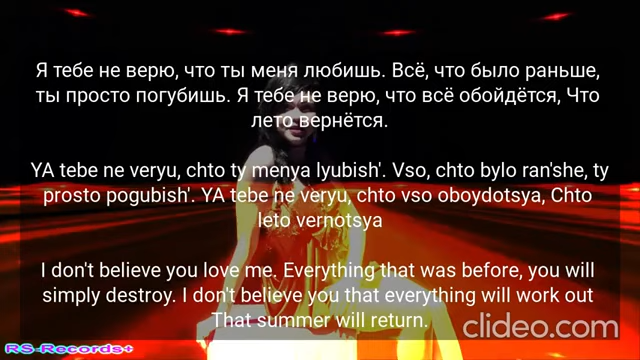 Я тебе не верю, что ты меня любишь. Всё, что было раньше,
ты просто погубишь. Я тебе не верю, что всё обойдётся, Что
лето вернётся.
YA tebe ne veryu, chto ty menya lyubish'. Vso, chto bylo ran'she, ty
prosto pogubish'. YA tebe ne veryu, chto vso oboydotsya, Chto
leto vernotsya
I don't believe you love me. Everything that was before, you will
simply destroy. I don't believe you that everything will work out
That summer will return.
clideo.com
RS-Records+